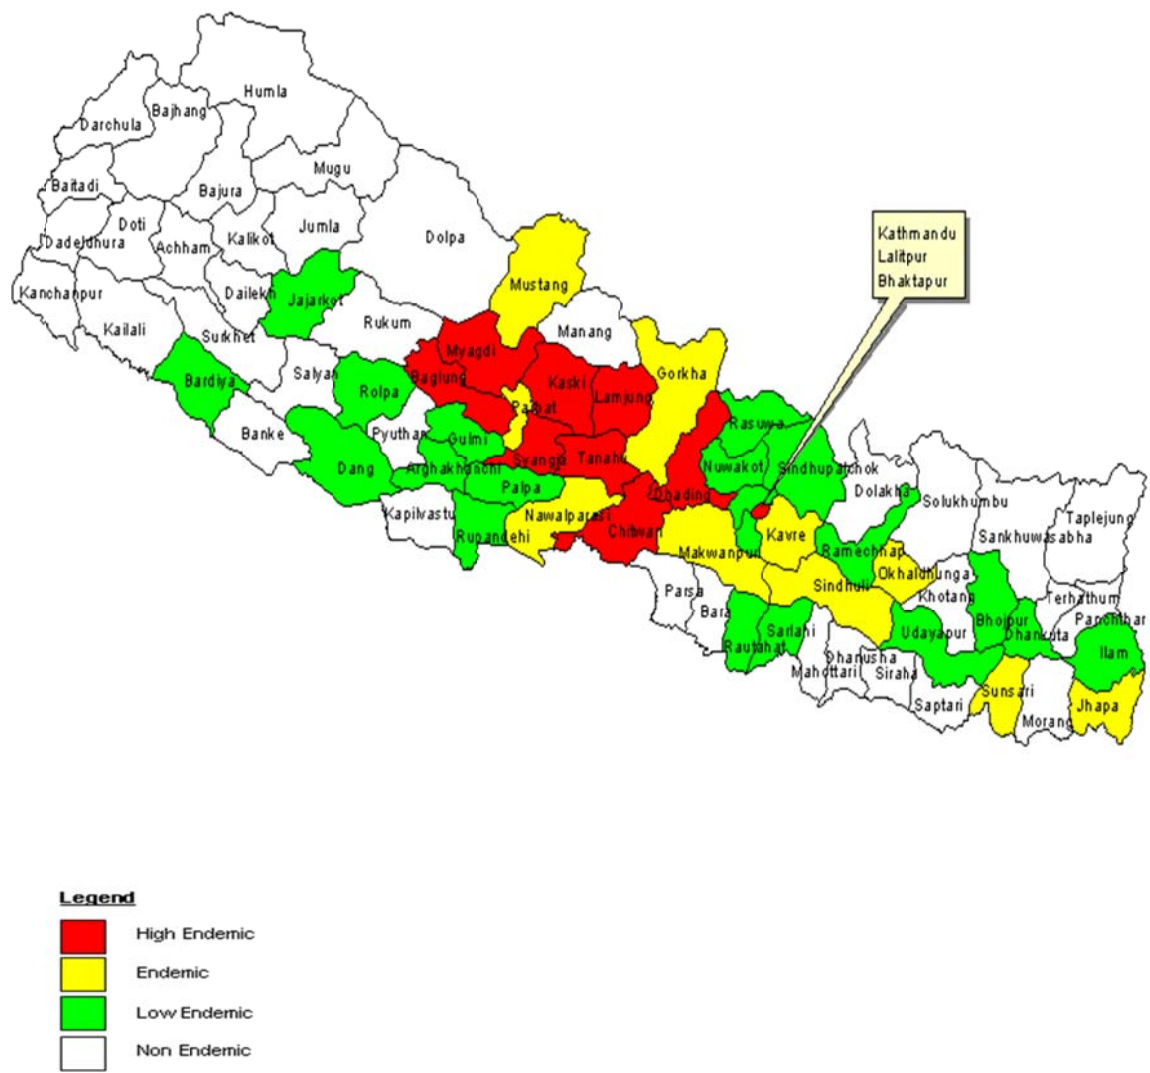 Humla
Darchula
Bajhang
Mugu
Baitadi
Bajura
Doti
Jumla
Dadeldhura
Achham
Kalikot
Dolpa
Kathmandu
Lalitpur
Bhaktapur
Kanchanpur
Dailekh
Jajarkot
Mustang
Kailali
Surkhet
Rukum
Manang
Myagdi
Salyan
Bardiya
Rolpa
Baglung
Kaski
Gorkha
Lamjung
Parbat
Banke
Pyuthan
Gulmi
Rasuwa
Dang
Arghakhanchi
Syangja
Tanahu
Nuwakot
Sindhupalchok
Palpa
Dhading
Dolakha
Solukhumbu
Kapilvastu
Nawalparasi
Taplejung
Rupandehi
Chitwan
Kavre
Sankhuwasabha
Makwanpur
Ramechhap
Okhaldhunga
Sindhuli
Parsa
Khotang
Terhathum
Bara
Bhojpur
Panchthar
Sarlahi
Udayapur
Dhankuta
Rautahat
Dhanusha
Ilam
Mahottari
Siraha
Sunsari
Saptari
Jhapa
Morang
Legend
High Endemic
Endemic
Low Endemic
Non Endemic